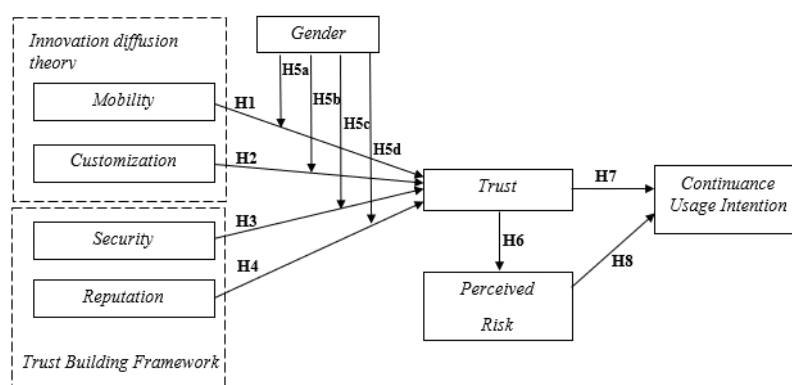 Gender
Innovation diffusion
theory
Mobility
Customization
Security
Reputation
Trust Building Framework
H1
H2
H3
H4
H5a
H5b
H5c
H5d
Trust
H6
Perceived
Risk
H7
H8
Continuance
Usage Intention